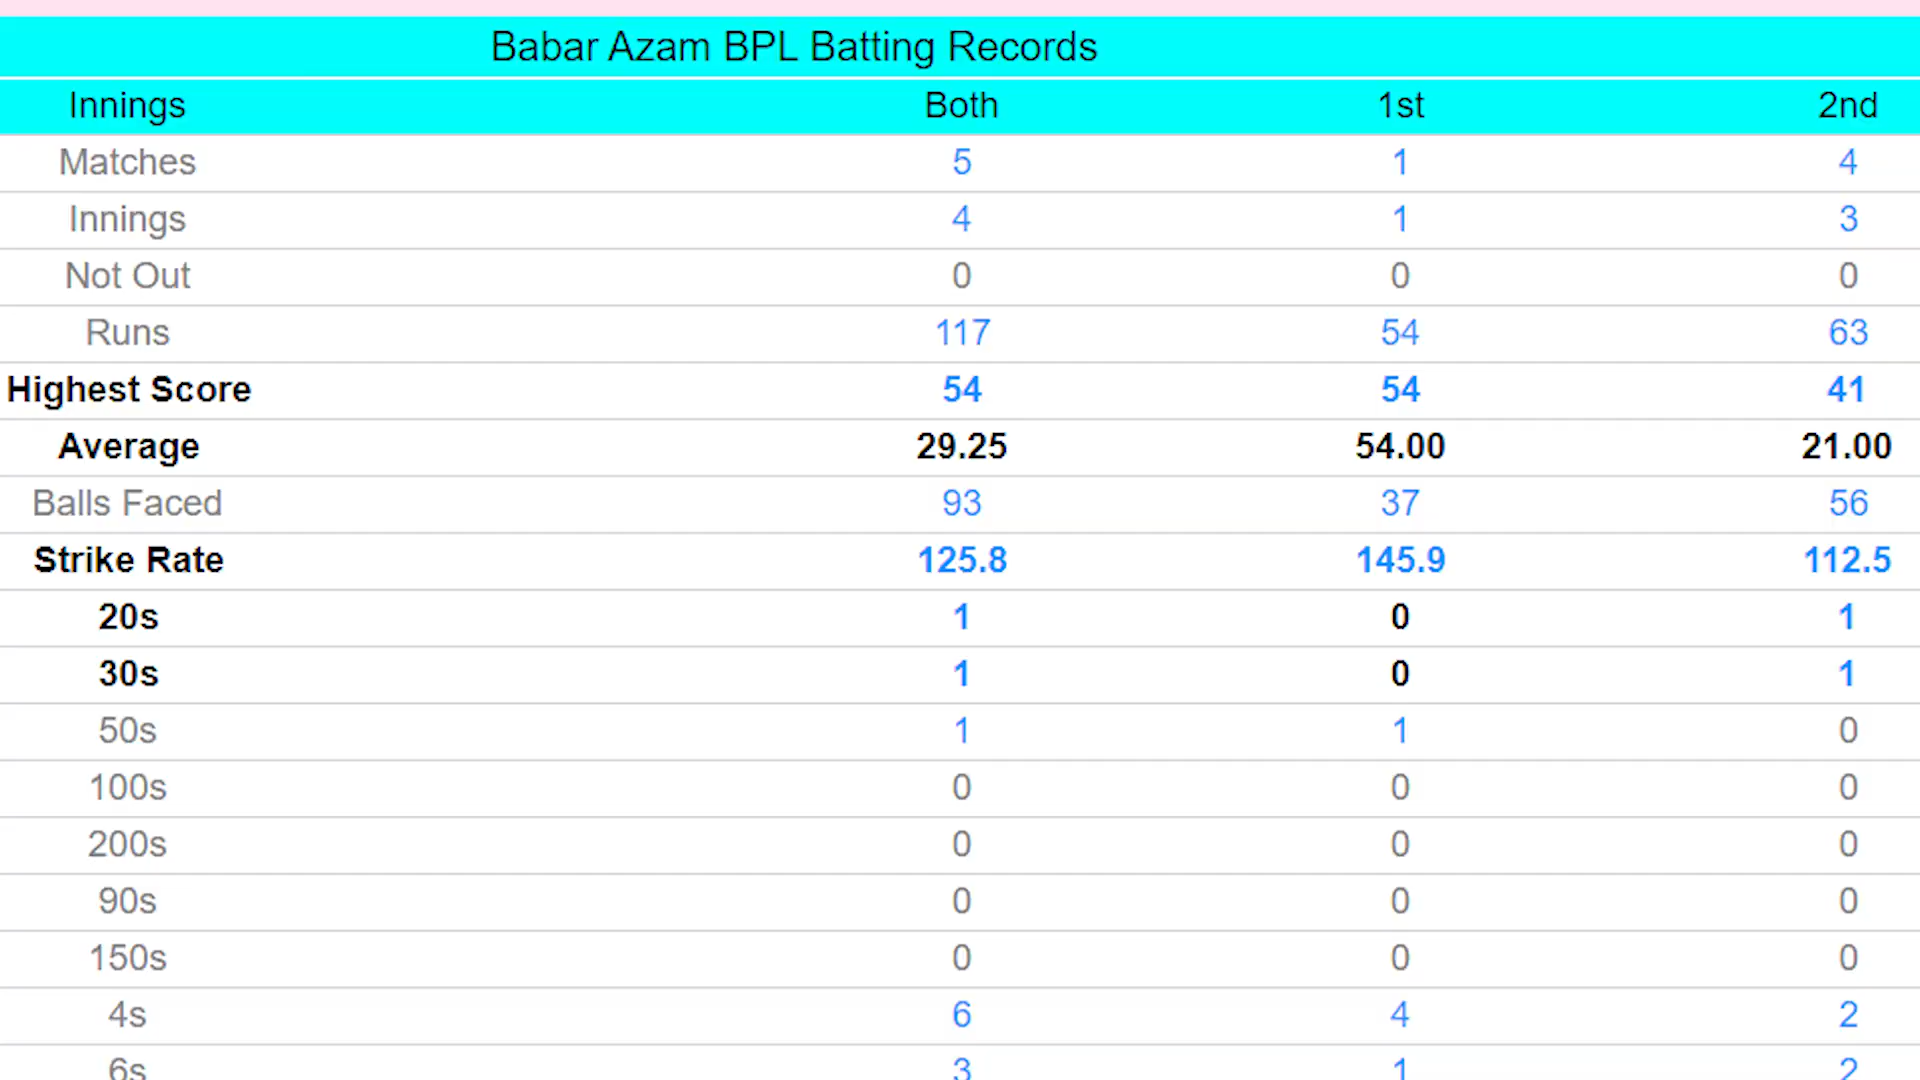 Babar Azam BPL Batting Records
Innings Both 1st 2nd
Matches 5 1 4
Innings 4 1 3
Not Out 0 0 0
Runs 117 54 63
Highest Score 54 54 41
Average 29.25 54.00 21.00
Balls Faced 93 37 56
Strike Rate 125.8 145.9 112.5
20s 1 0 1
30s 1 0 1
50s 1 1 0
100s 0 0 0
200s 0 0 0
90s 0 0 0
150s 0 0 0
4s 6 4 2
6s 3 1 2